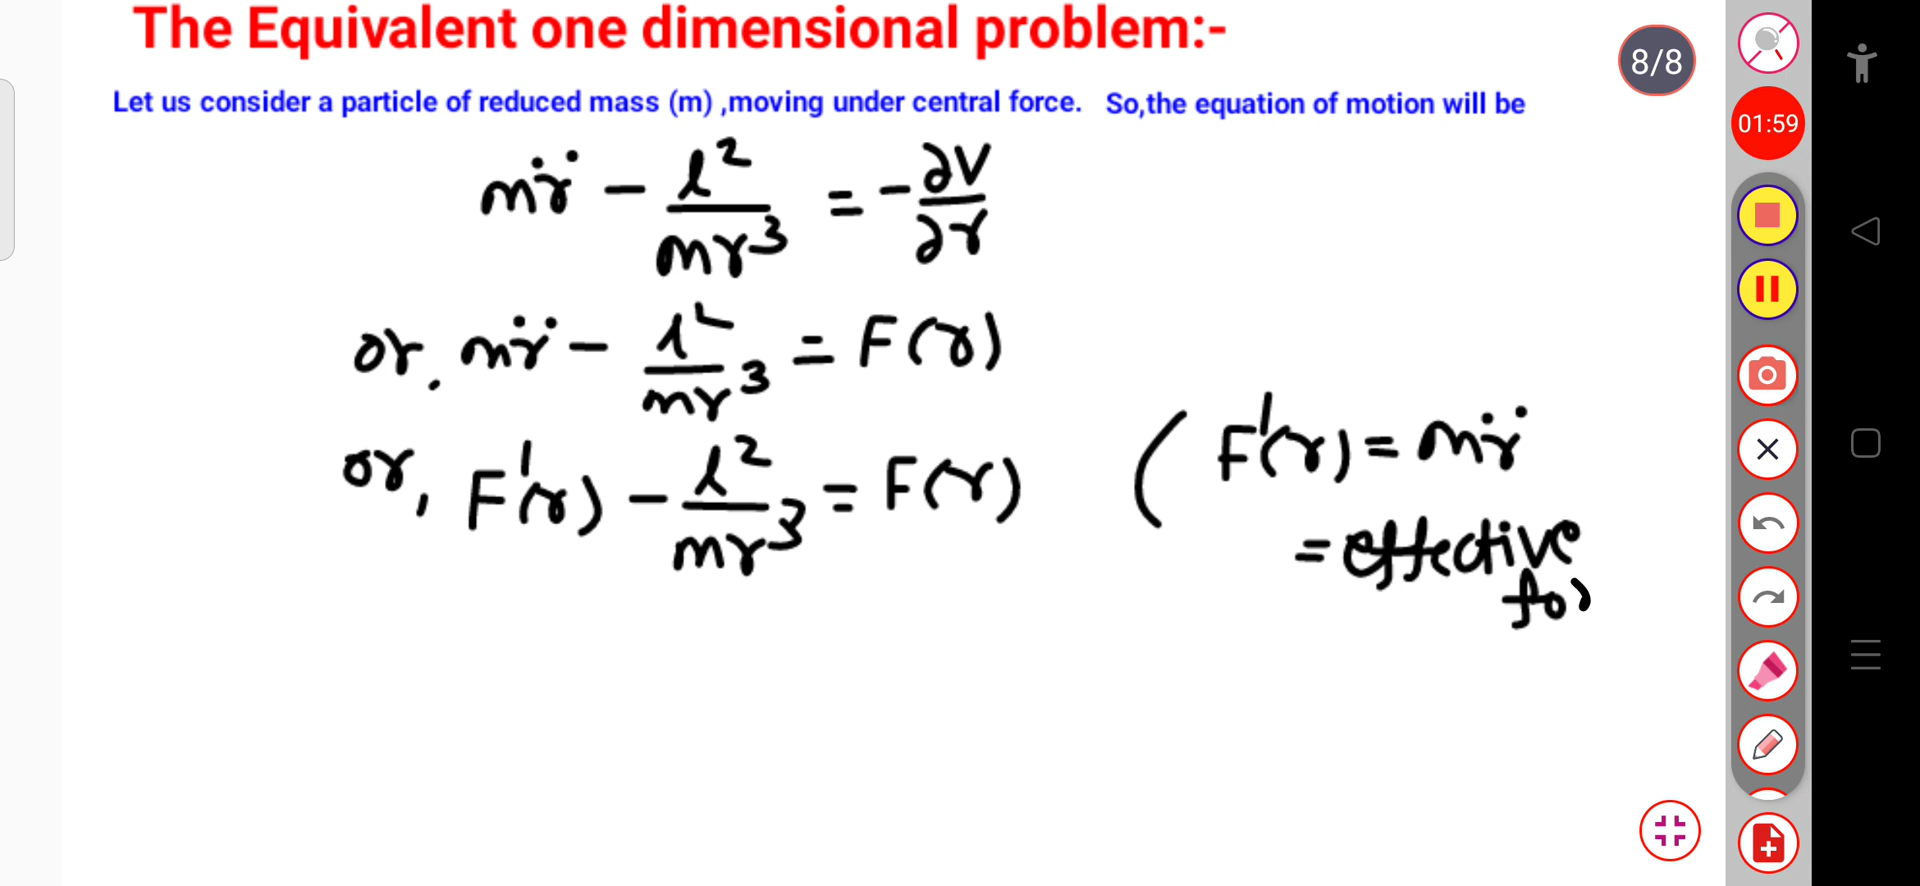 The Equivalent one dimensional problem:-
8/8
Let us consider a particle of reduced mass (m) ,moving under central force. So,the equation of motion will be
01:59
mr̈ - l²/mr³ = -∂V/∂r
or, mr̈ - l²/mr³ = F(r)
or, F'(r) - l²/mr³ = F(r)
( F'(r) = mr̈
= effective